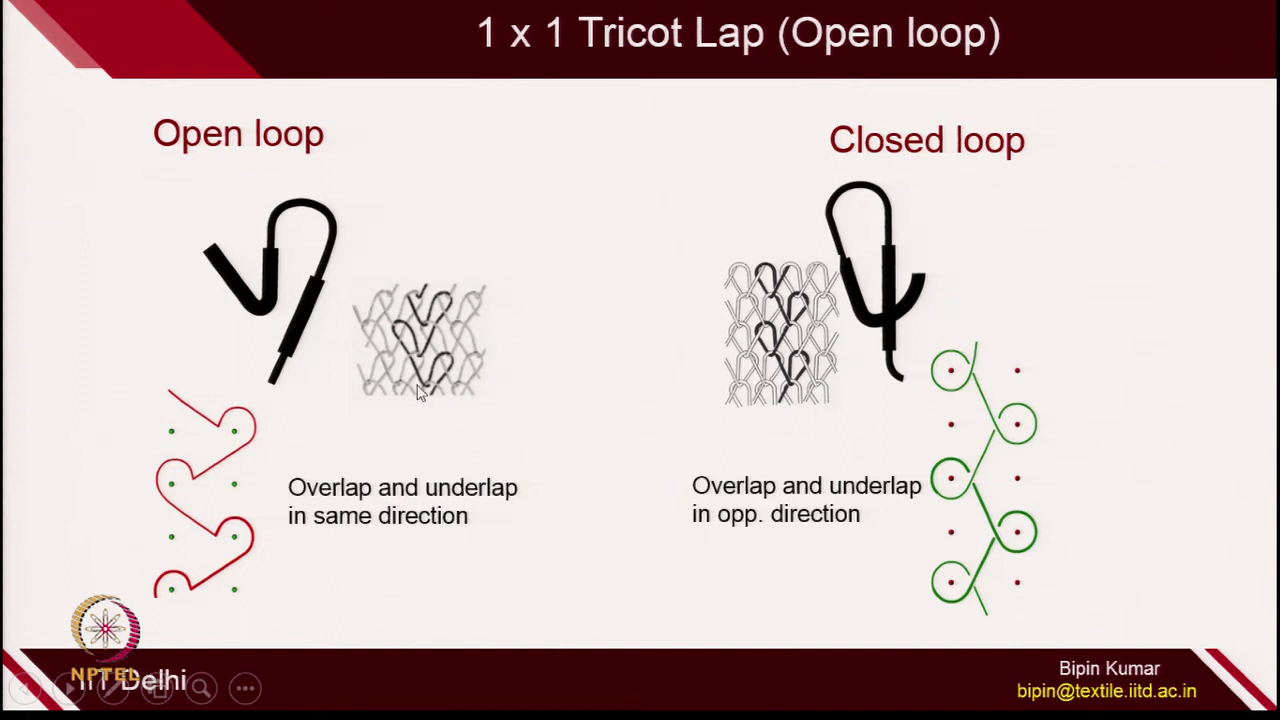 1 x 1 Tricot Lap (Open loop)
Open loop
Closed loop
Overlap and underlap
in same direction
Overlap and underlap
in opp. direction
NPTEL
IIT Delhi
Bipin Kumar
bipin@textile.iitd.ac.in